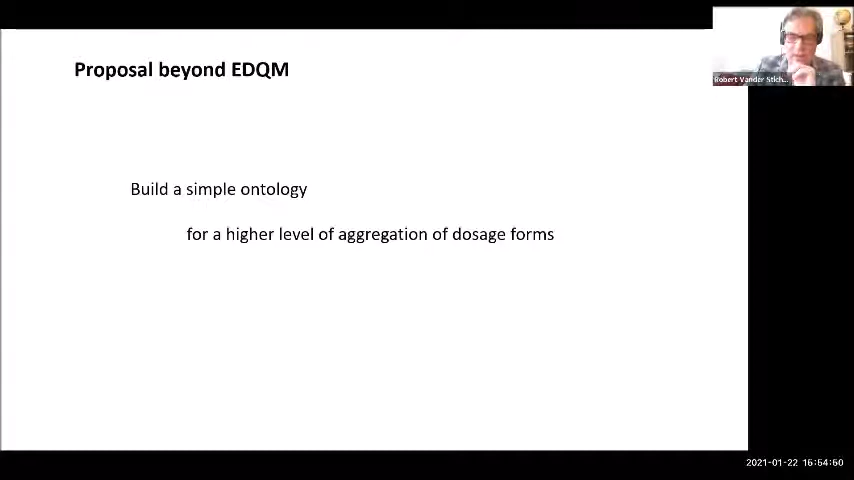 Proposal beyond EDQM
Robert Vander Stich...
Build a simple ontology
for a higher level of aggregation of dosage forms
2021-01-22 16:54:50